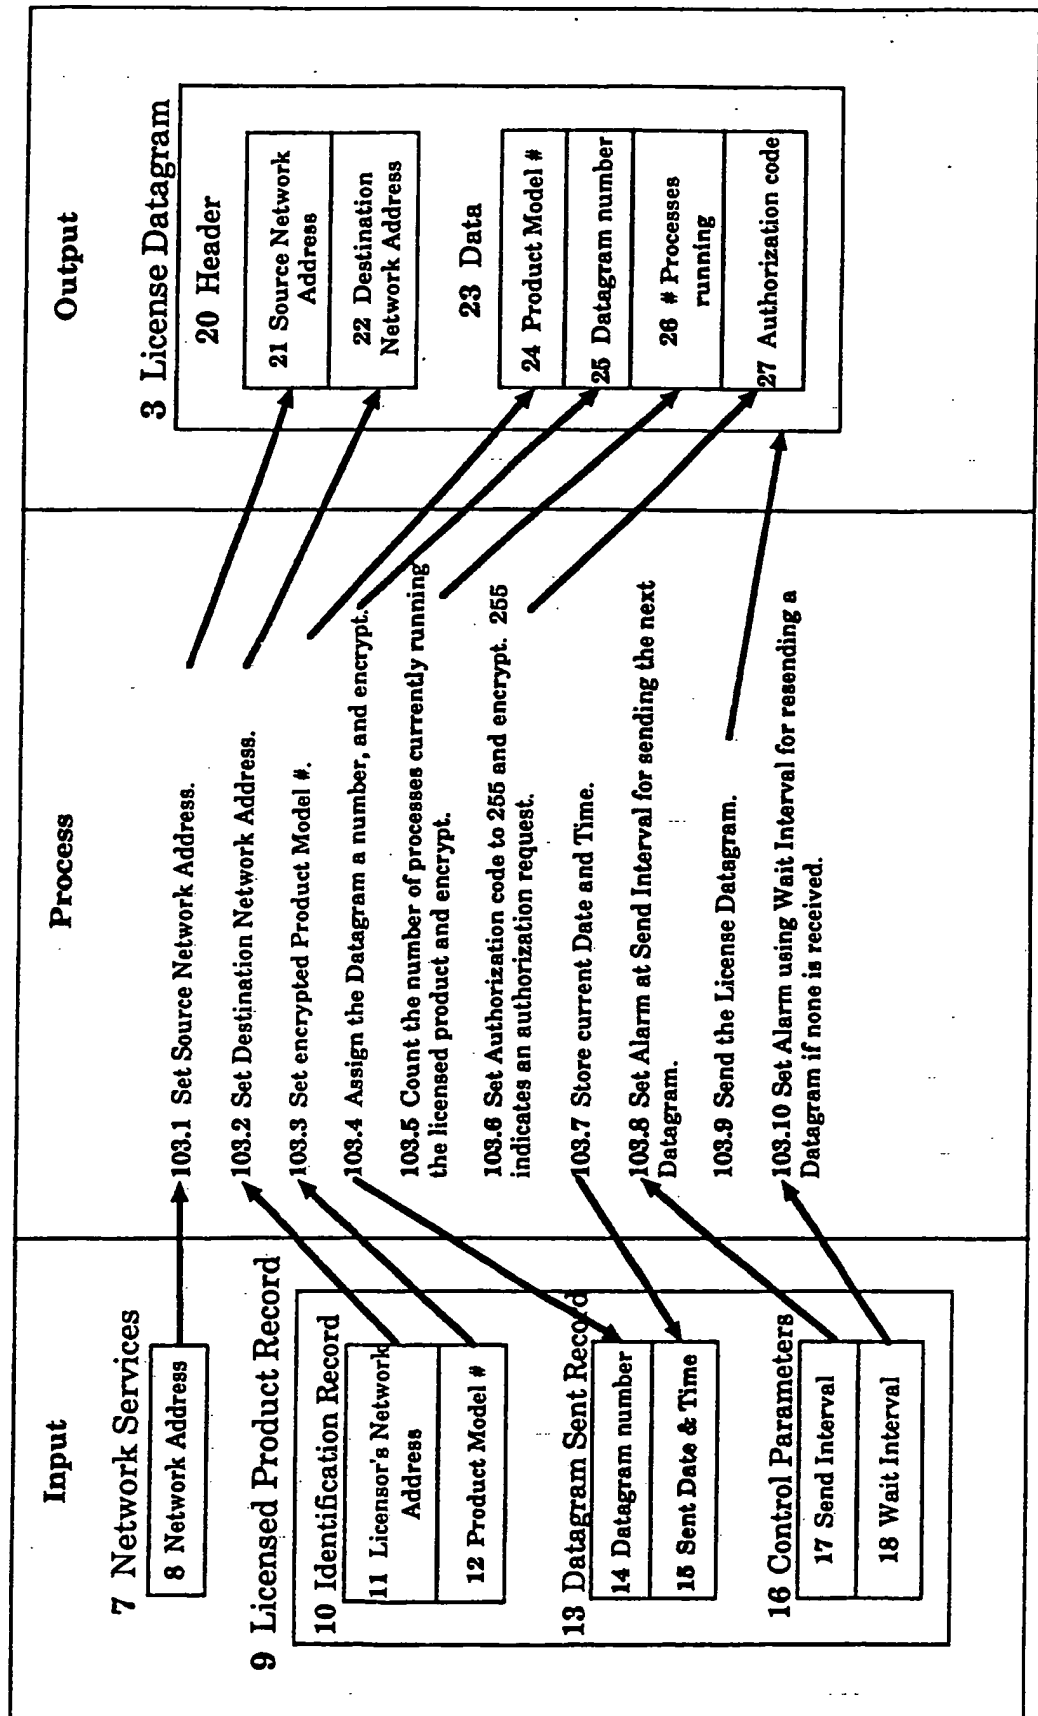 Input
7 Network Services
8 Network Address
9 Licensed Product Record
10 Identification Record
11 Licensor's Network
Address
12 Product Model #
13 Datagram Sent Record
14 Datagram number
15 Sent Date & Time
16 Control Parameters
17 Send Interval
18 Wait Interval
Process
103.1 Set Source Network Address.
103.2 Set Destination Network Address.
103.3 Set encrypted Product Model #.
103.4 Assign the Datagram a number, and encrypt.
103.5 Count the number of processes currently running
the licensed product and encrypt.
103.6 Set Authorization code to 255 and encrypt. 255
indicates an authorization request.
103.7 Store current Date and Time.
103.8 Set Alarm at Send Interval for sending the next
Datagram.
103.9 Send the License Datagram.
103.10 Set Alarm using Wait Interval for resending a
Datagram if none is received.
Output
3 License Datagram
20 Header
21 Source Network
Address
22 Destination
Network Address
23 Data
24 Product Model #
25 Datagram number
26 # Processes
running
27 Authorization code